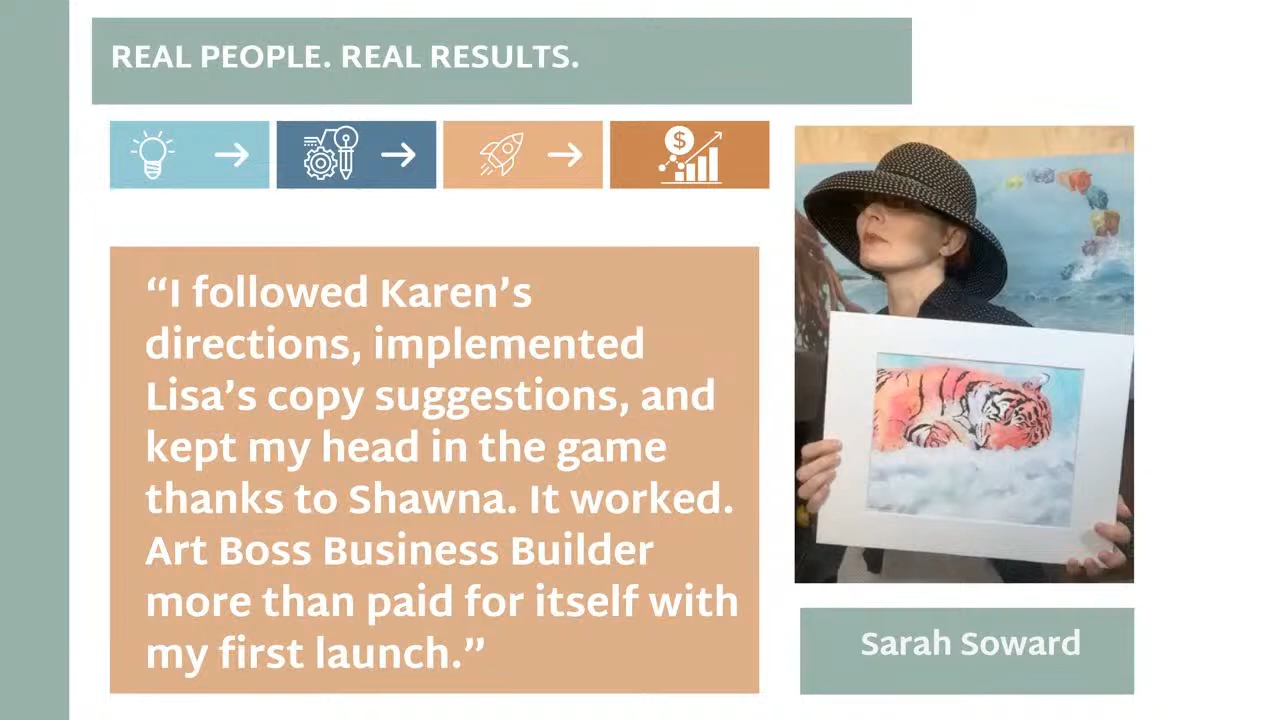 REAL PEOPLE. REAL RESULTS.
$
“I followed Karen’s
directions, implemented
Lisa’s copy suggestions, and
kept my head in the game
thanks to Shawna. It worked.
Art Boss Business Builder
more than paid for itself with
my first launch.”
Sarah Soward